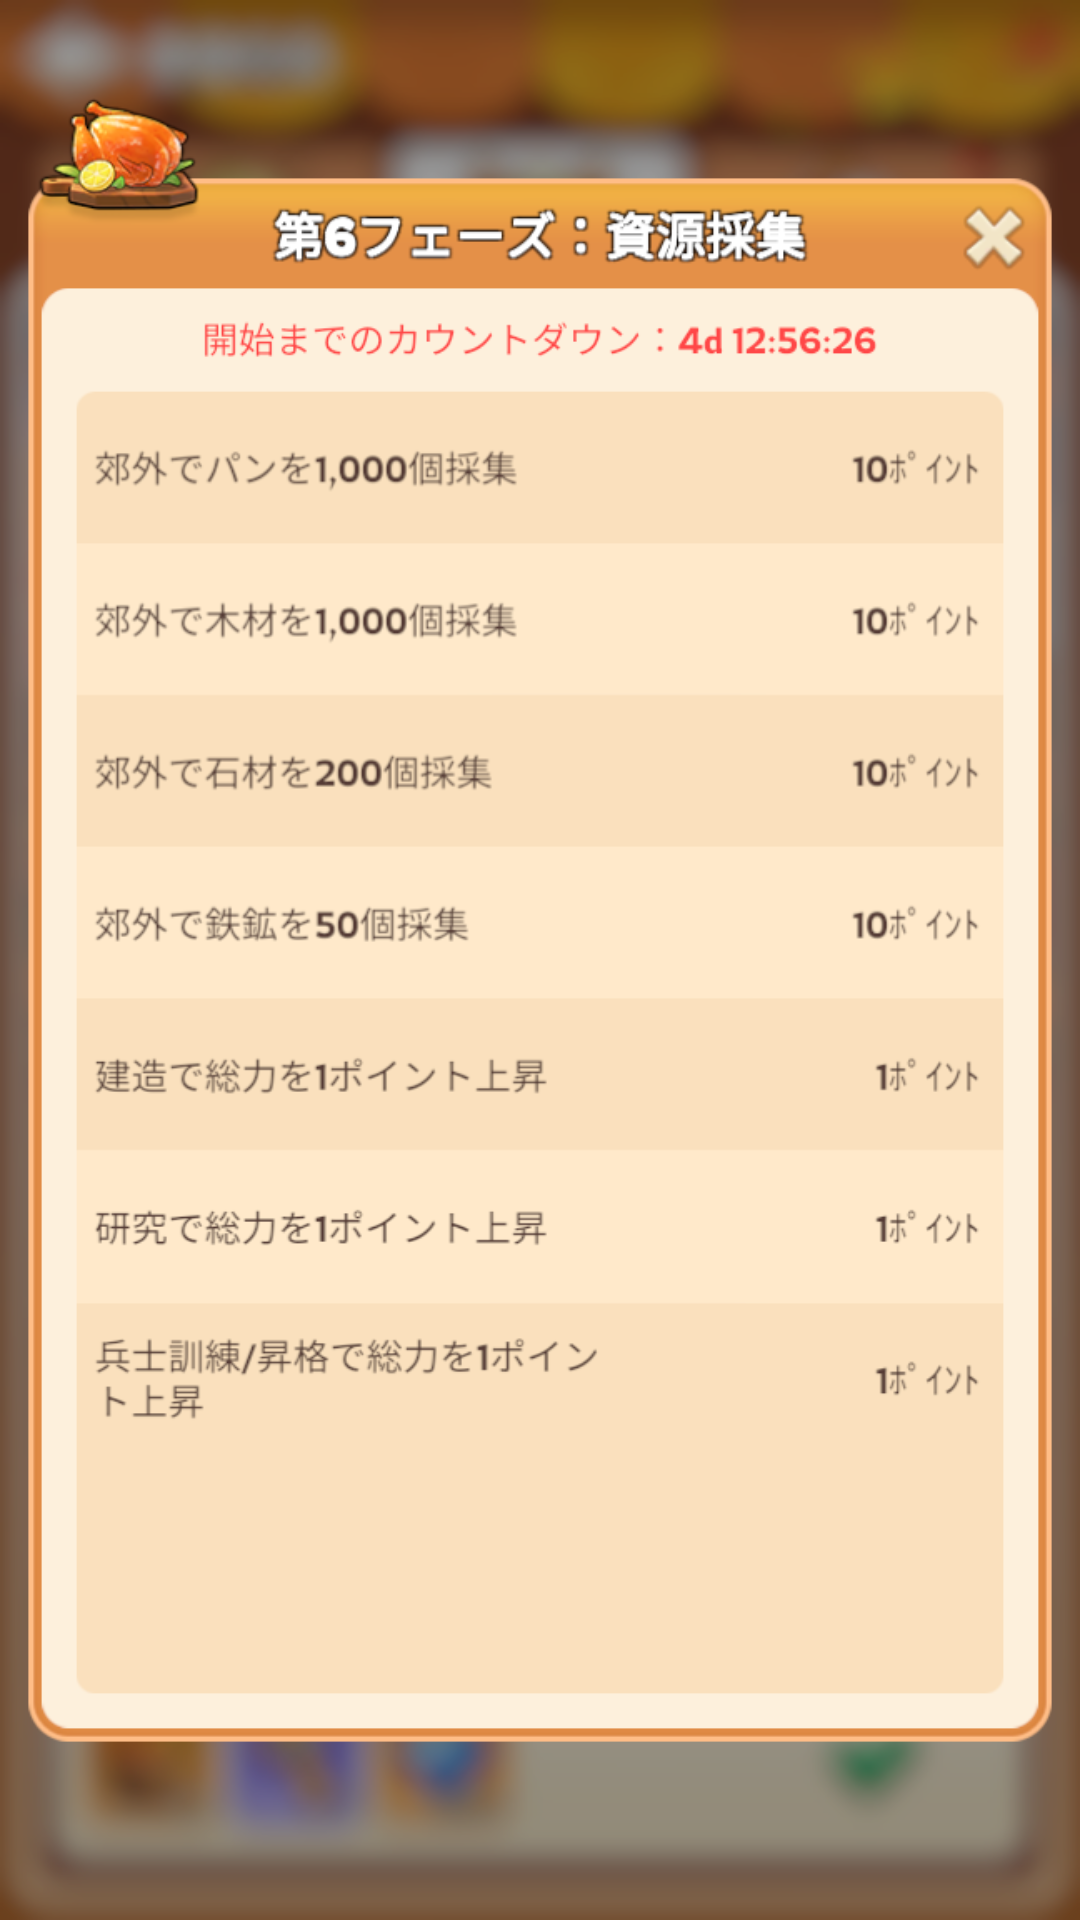 第6フェーズ：資源採集
開始までのカウントダウン：4d 12:56:26
郊外でパンを1,000個採集 10ﾎﾟｲﾝﾄ
郊外で木材を1,000個採集 10ﾎﾟｲﾝﾄ
郊外で石材を200個採集 10ﾎﾟｲﾝﾄ
郊外で鉄鉱を50個採集 10ﾎﾟｲﾝﾄ
建造で総力を1ポイント上昇 1ﾎﾟｲﾝﾄ
研究で総力を1ポイント上昇 1ﾎﾟｲﾝﾄ
兵士訓練/昇格で総力を1ポイン
ト上昇 1ﾎﾟｲﾝﾄ